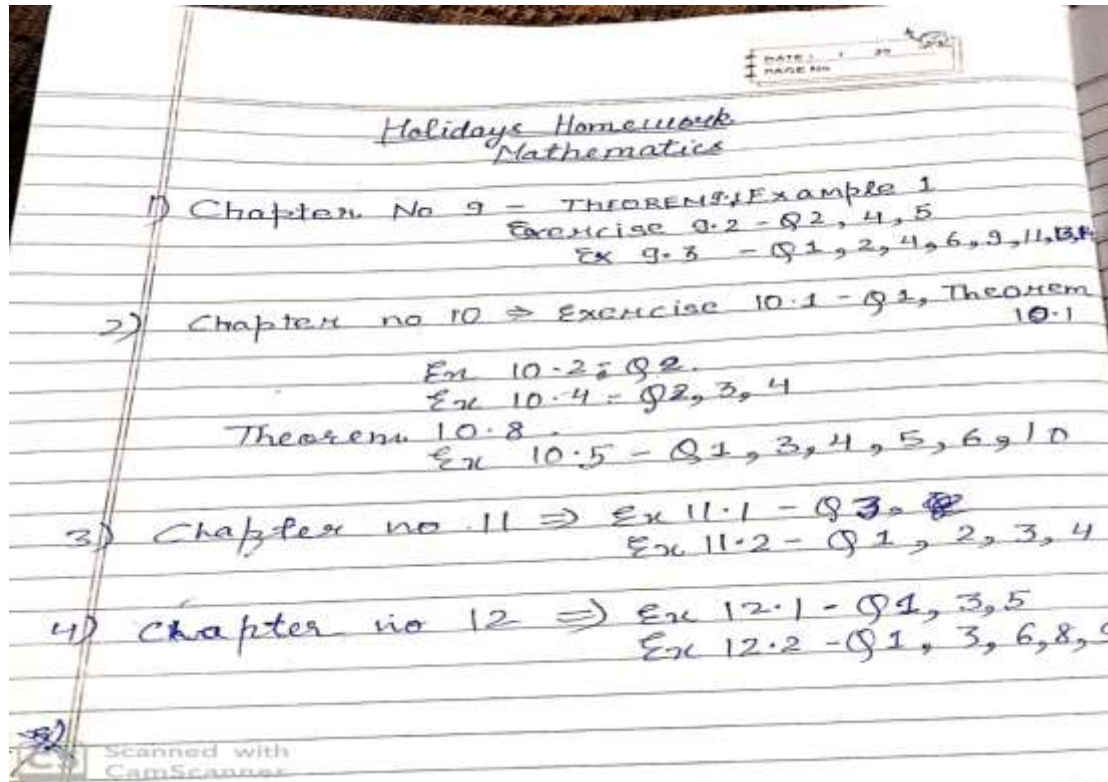 DATE :
PAGE No
Holidays Homework
Mathematics
1) Chapter No 9 - THEOREM 9.1 Example 1
Exercise 9.2 - Q2, 4, 5
Ex 9.3 - Q1, 2, 4, 6, 9, 11, 13,
2) Chapter no 10 ⇒ Exercise 10.1 - Q1, Theorem
10.1
Ex 10.2 - Q2.
Ex 10.4 - Q2, 3, 4
Theorem 10.8.
Ex 10.5 - Q1, 3, 4, 5, 6, 10
3) Chapter no 11 ⇒ Ex 11.1 - Q3.
Ex 11.2 - Q1, 2, 3, 4
4) Chapter no 12 ⇒ Ex 12.1 - Q1, 3, 5
Ex 12.2 - Q1, 3, 6, 8,
CS Scanned with
CamScanner